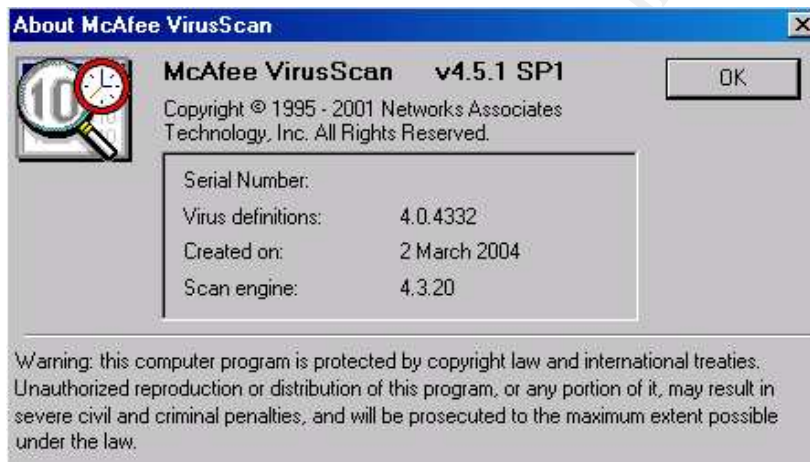 About McAfee VirusScan
McAfee VirusScan v4.5.1 SP1
OK
Copyright © 1995 - 2001 Networks Associates
Technology, Inc. All Rights Reserved.
Serial Number:
Virus definitions: 4.0.4332
Created on: 2 March 2004
Scan engine: 4.3.20
Warning: this computer program is protected by copyright law and international treaties.
Unauthorized reproduction or distribution of this program, or any portion of it, may result in
severe civil and criminal penalties, and will be prosecuted to the maximum extent possible
under the law.